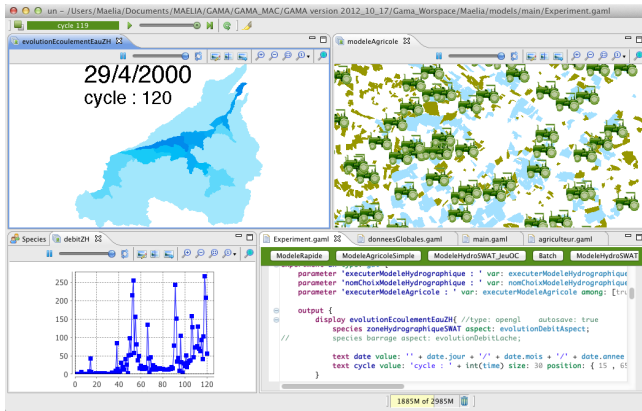 un - /Users/Maelia/Documents/MAELIA/GAMA/GAMA_MAC/GAMA version 2012_10_17/Gama_Worspace/Maelia/models/main/Experiment.gaml
cycle 119
evolutionEcoulementEauZH
modeleAgricole
29/4/2000
cycle : 120
Species
debitZH
250
200
150
100
50
0
0 20 40 60 80 100 120
Experiment.gaml
donneesGlobales.gaml
main.gaml
agriculteur.gaml
ModeleRapide
ModeleAgricoleSimple
ModeleHydroSWAT_JeuOC
Batch
ModeleHydroSWAT
parameter 'executerModeleHydrographique : ' var: executerModeleHydrographique
parameter 'nomChoixModeleHydrographique : ' var: nomChoixModeleHydrographique
parameter 'executerModeleAgricole : ' var: executerModeleAgricole among: [tru
output {
display evolutionEcoulementEauZH{ //type: opengl autosave: true
species zoneHydrographiqueSWAT aspect: evolutionDebitAspect;
// species barrage aspect: evolutionDebitLache;
text date value: '' + date.jour + '/' + date.mois + '/' + date.annee
text cycle value: 'cycle : ' + int(time) size: 30 position: { 15 , 65
}
1885M of 2985M